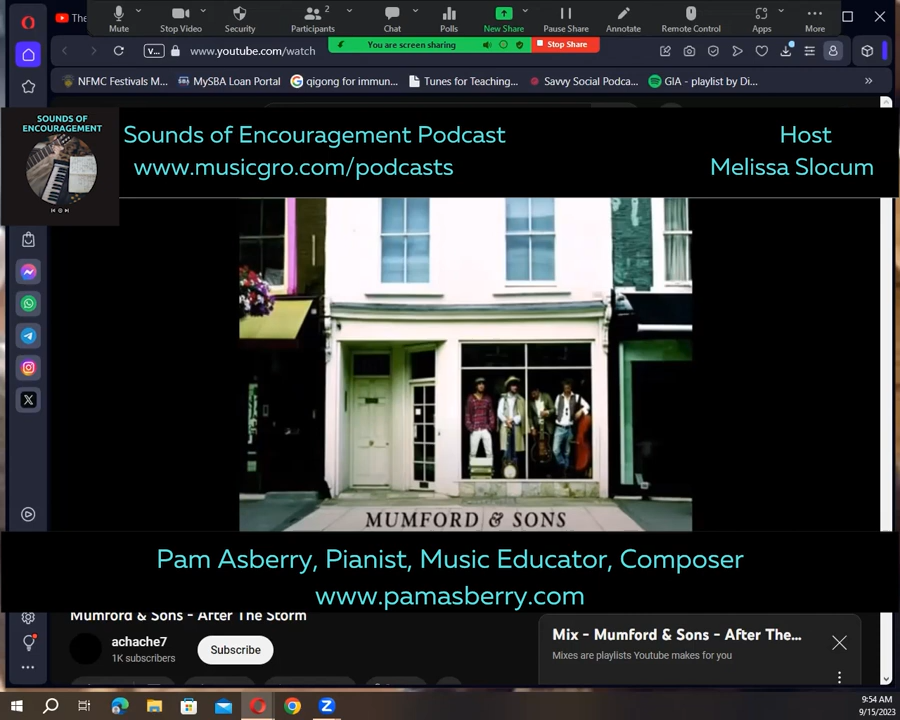 The
Mute
Stop Video
Security
Participants
2
Chat
Polls
New Share
Pause Share
Annotate
Remote Control
Apps
More
You are screen sharing
Stop Share
V...
www.youtube.com/watch
NFMC Festivals M...
MySBA Loan Portal
qigong for immun...
Tunes for Teaching...
Savvy Social Podca...
GIA - playlist by Di...
SOUNDS OF
ENCOURAGEMENT
Sounds of Encouragement Podcast
www.musicgro.com/podcasts
Host
Melissa Slocum
MUMFORD & SONS
Pam Asberry, Pianist, Music Educator, Composer
www.pamasberry.com
Mumford & Sons - After The Storm
achache7
1K subscribers
Subscribe
Mix - Mumford & Sons - After The...
Mixes are playlists Youtube makes for you
9:54 AM
9/15/2023